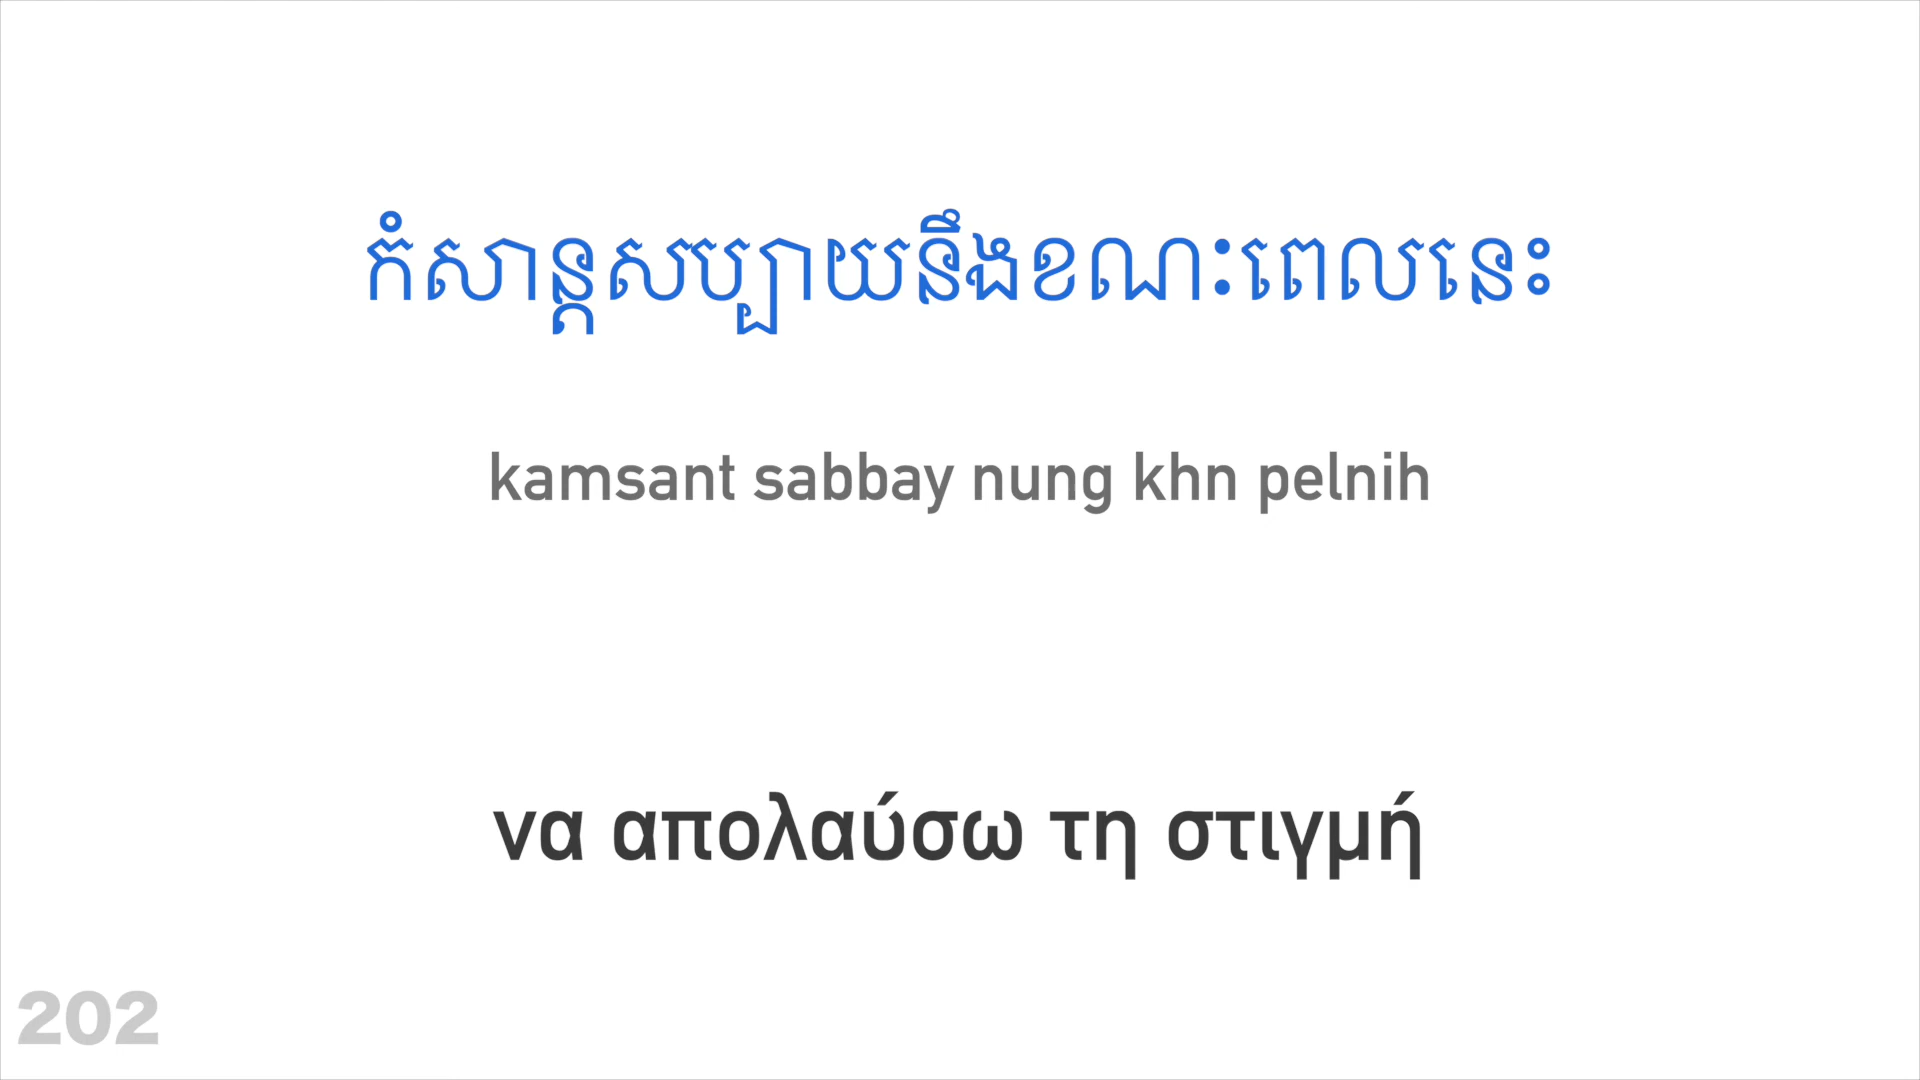 កំសាន្តសប្បាយនឹងខណៈពេលនេះ
kamsant sabbay nung khn pelnih
να απολαύσω τη στιγμή
202